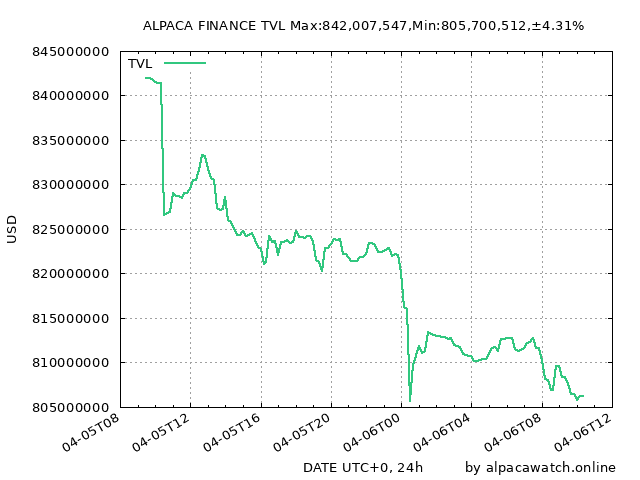 ALPACA FINANCE TVL Max:842,007,547,Min:805,700,512,±4.31%
845000000
TVL
840000000
835000000
830000000
825000000
820000000
815000000
810000000
805000000
USD
04-05T08
04-05T12
04-05T16
04-05T20
04-06T00
04-06T04
04-06T08
04-06T12
DATE UTC+0, 24h
by alpacawatch.online